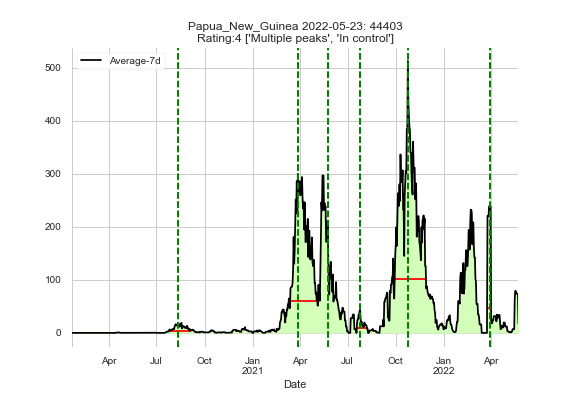 Papua_New_Guinea 2022-05-23: 44403
Rating:4 ['Multiple peaks', 'In control']
Average-7d
500
400
300
200
100
0
Apr Jul Oct Jan Apr Jul Oct Jan Apr
2021 2022
Date